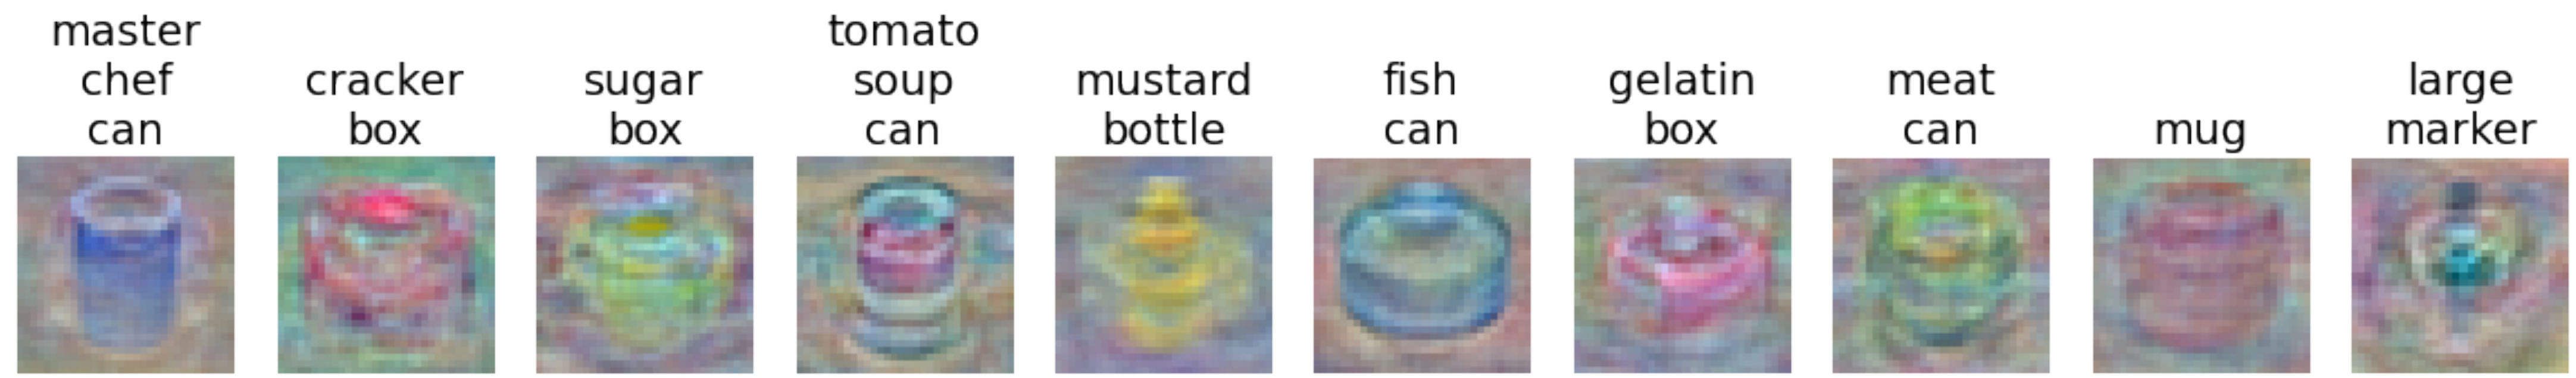 master
chef
can
cracker
box
sugar
box
tomato
soup
can
mustard
bottle
fish
can
gelatin
box
meat
can
mug
large
marker